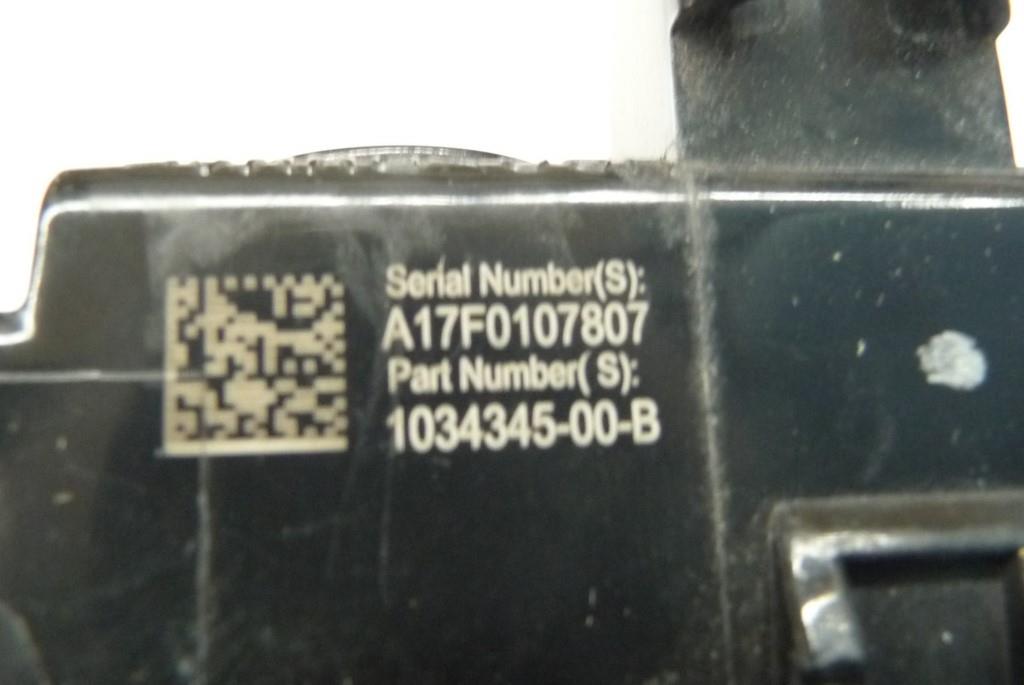 Serial Number(S):
A17F0107807
Part Number( S):
1034345-00-B